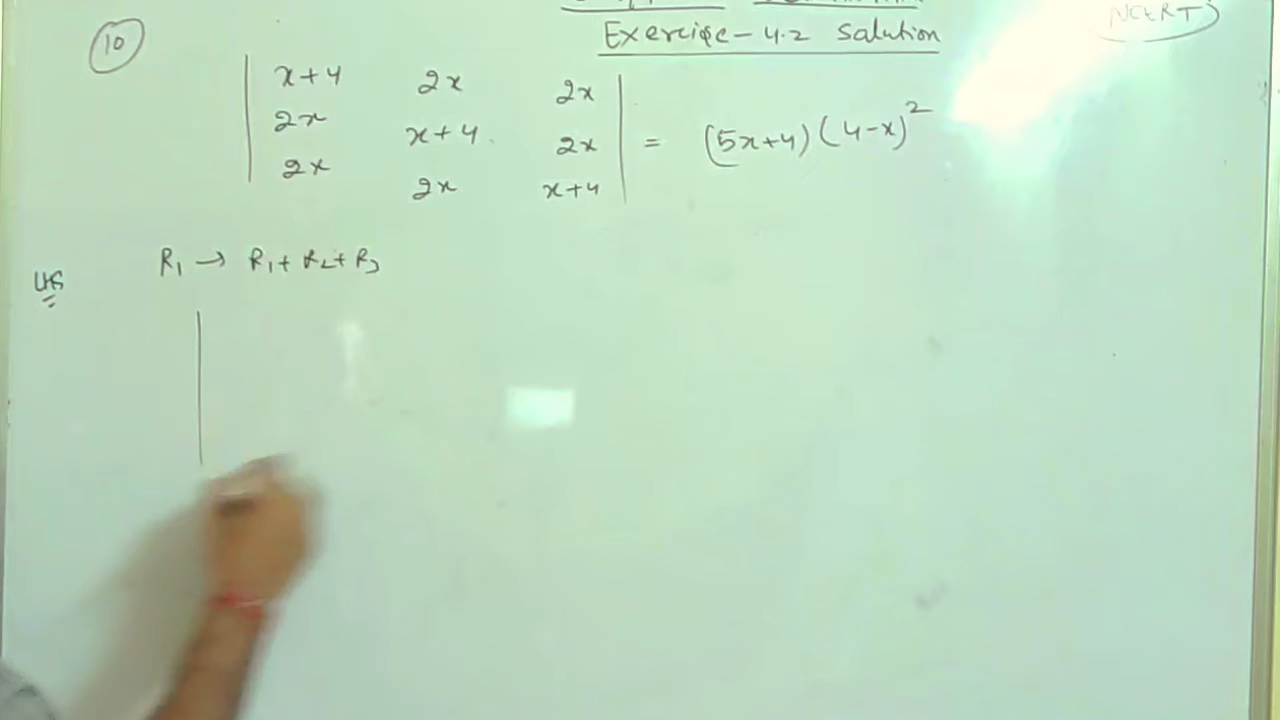 Exercise - 4.2 Salution
NCERT
10
x+4 2x 2x
2x x+4 2x = (5x+4)(4-x)²
2x 2x x+4
LHS R₁ → R₁ + R₂ + R₃